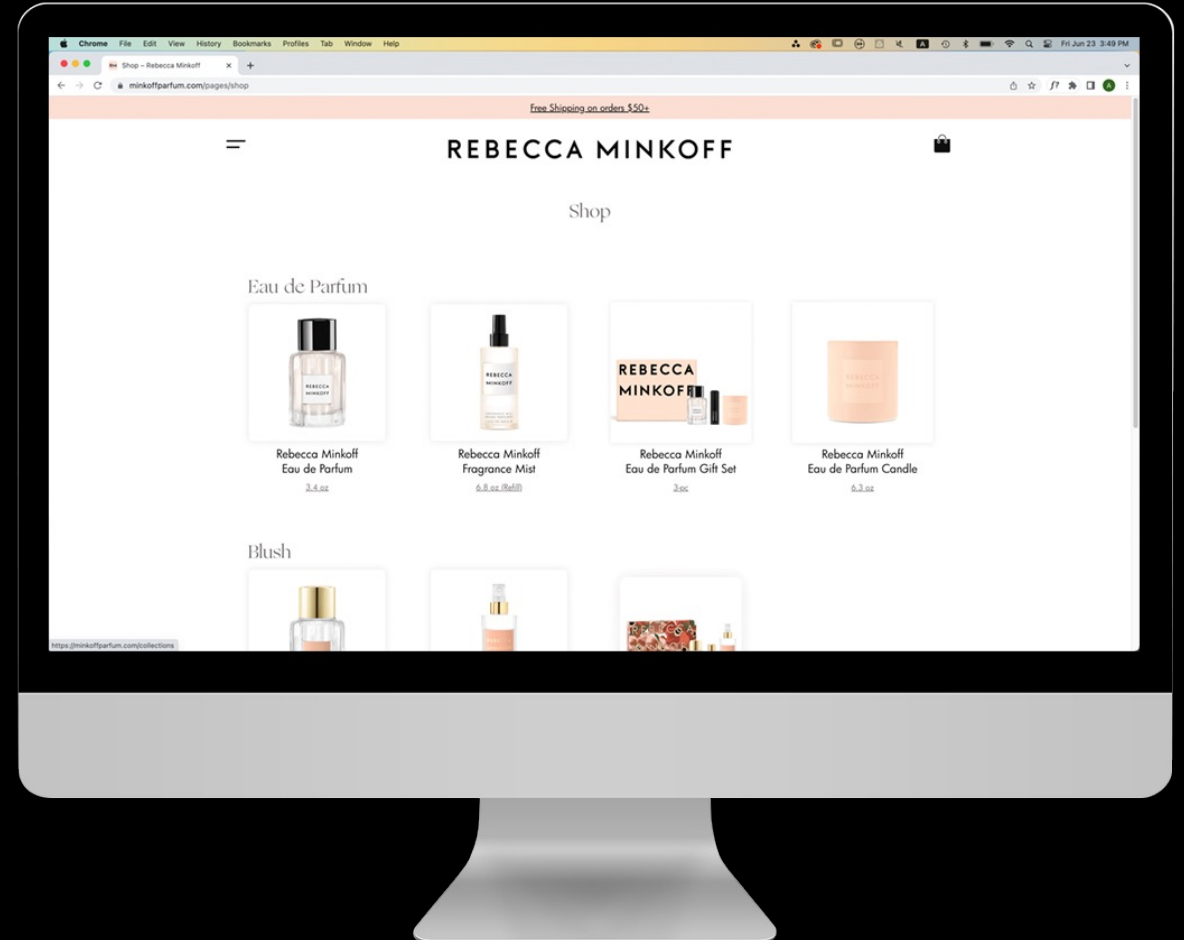 Chrome File Edit View History Bookmarks Profiles Tab Window Help
Fri Jun 23 3:49 PM
Shop – Rebecca Minkoff
minkoffparfum.com/pages/shop
Free Shipping on orders $50+
REBECCA MINKOFF
Shop
Eau de Parfum
REBECCA
MINKOFF
REBECCA
MINKOFF
REBECCA
MINKOFF
REBECCA
MINKOFF
Rebecca Minkoff
Eau de Parfum
3.4 oz
Rebecca Minkoff
Fragrance Mist
6.8 oz (Refill)
Rebecca Minkoff
Eau de Parfum Gift Set
3-pc
Rebecca Minkoff
Eau de Parfum Candle
6.3 oz
Blush
https://minkoffparfum.com/collections